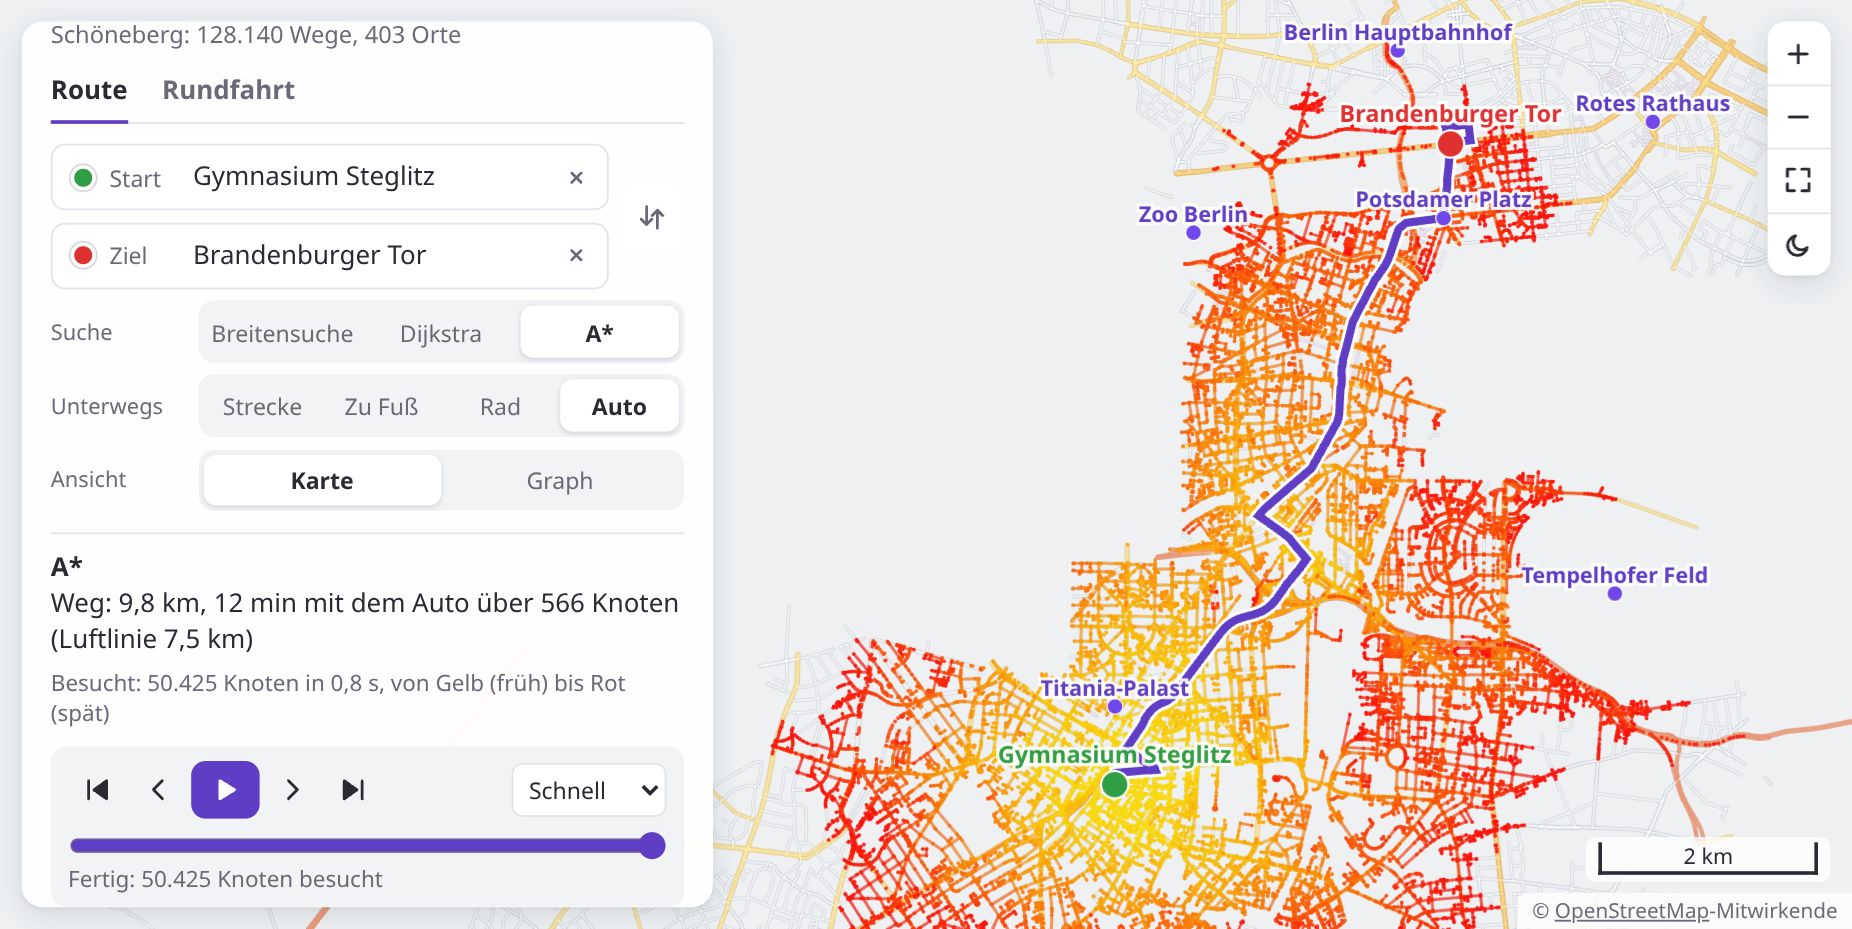 Schöneberg: 128.140 Wege, 403 Orte
Route Rundfahrt
Start Gymnasium Steglitz
Ziel Brandenburger Tor
Suche Breitensuche Dijkstra A*
Unterwegs Strecke Zu Fuß Rad Auto
Ansicht Karte Graph
A*
Weg: 9,8 km, 12 min mit dem Auto über 566 Knoten
(Luftlinie 7,5 km)
Besucht: 50.425 Knoten in 0,8 s, von Gelb (früh) bis Rot
(spät)
Schnell
Fertig: 50.425 Knoten besucht
Berlin Hauptbahnhof
Brandenburger Tor
Rotes Rathaus
Potsdamer Platz
Zoo Berlin
Tempelhofer Feld
Titania-Palast
Gymnasium Steglitz
2 km
© OpenStreetMap-Mitwirkende